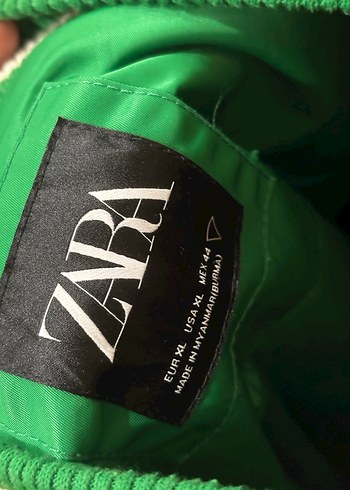 ZARA
EUR XL USA XL MEX 44
MADE IN MYANMAR(BURMA)